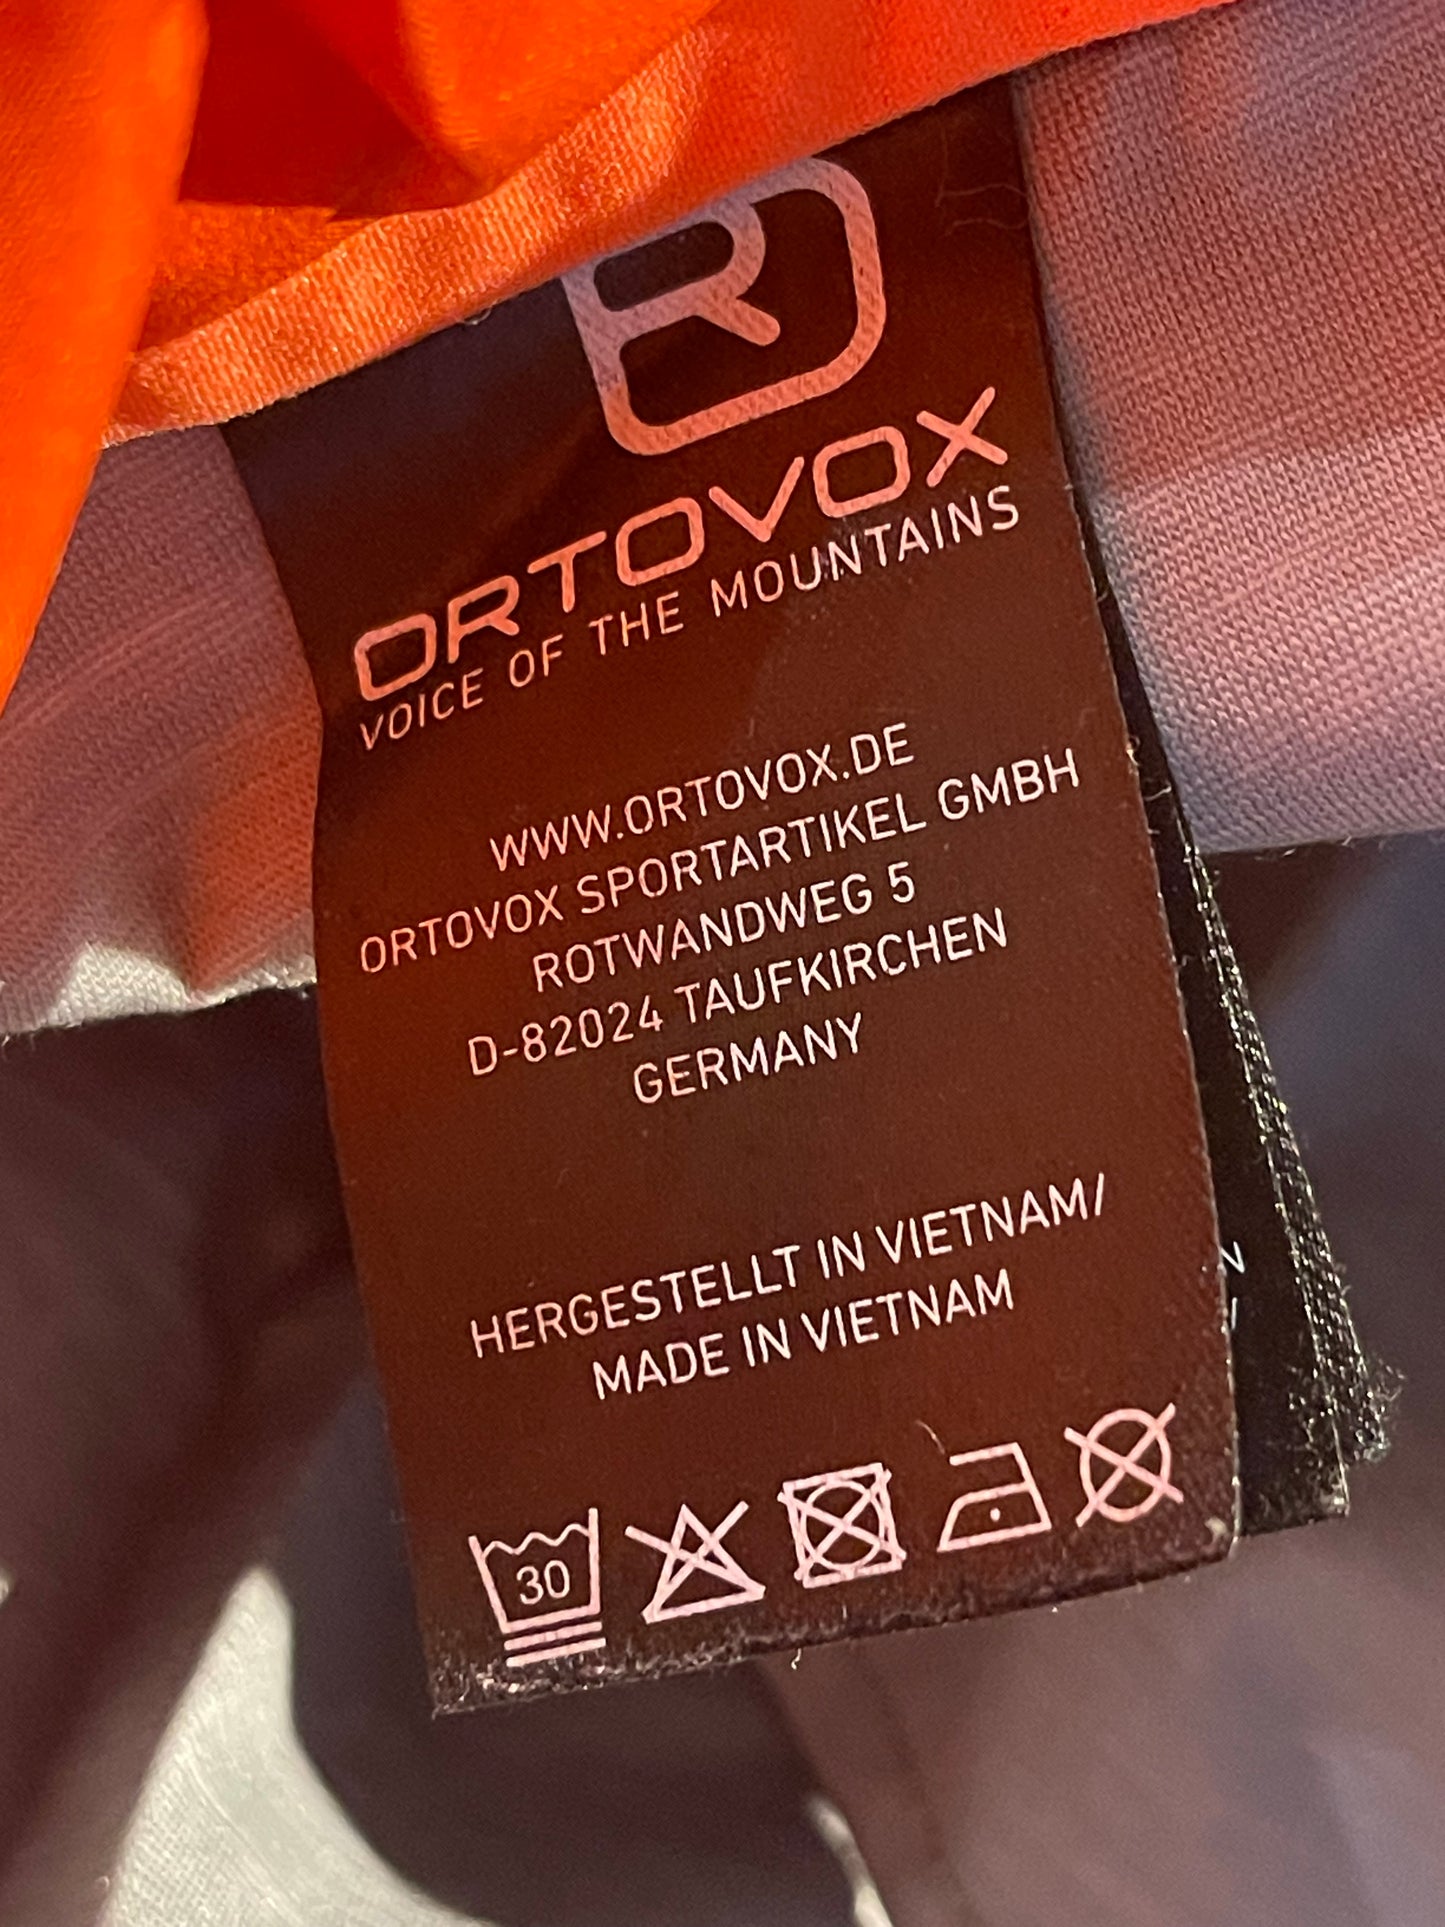 ORTOVOX
VOICE OF THE MOUNTAINS
WWW.ORTOVOX.DE
ORTOVOX SPORTARTIKEL GMBH
ROTWANDWEG 5
D-82024 TAUFKIRCHEN
GERMANY
HERGESTELLT IN VIETNAM/
MADE IN VIETNAM
30